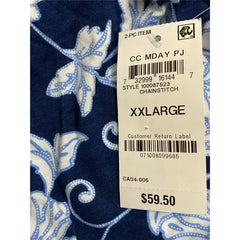 2-PC ITEM
CC MDAY PJ
7 32999 16144 7
STYLE 100087623
CHAINSTITCH
XXLARGE
Customer Return Label
071008099685
CA04-006
$59.50